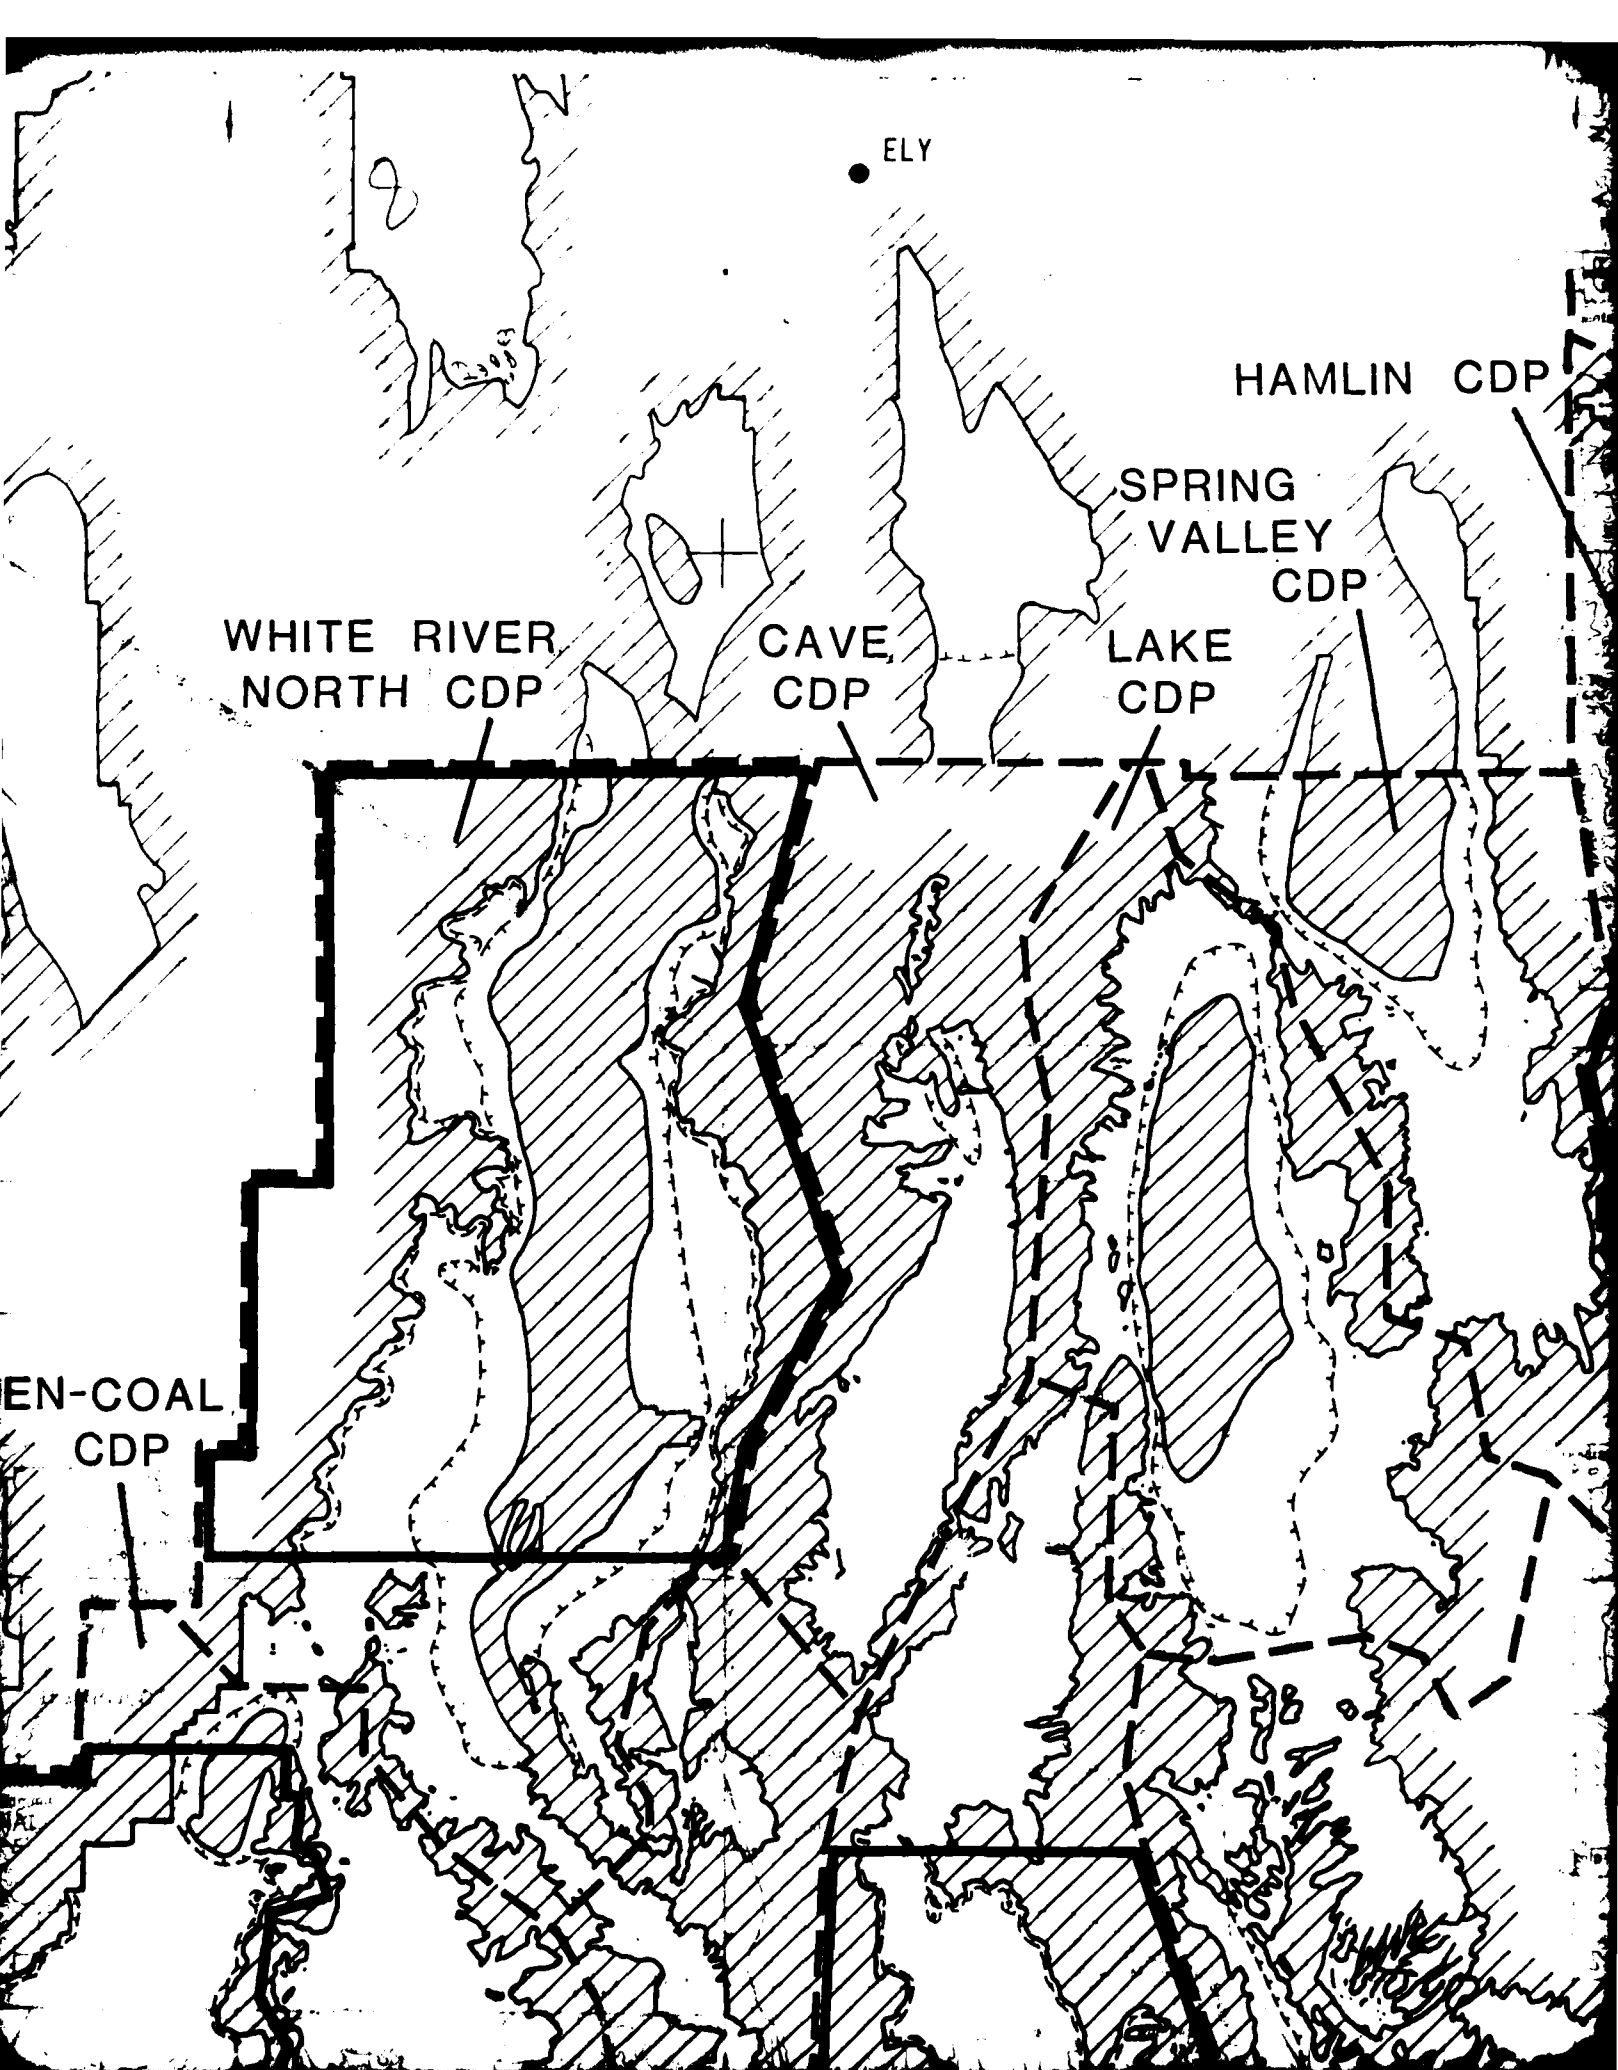 ELY
HAMLIN CDP
SPRING
VALLEY
CDP
WHITE RIVER
NORTH CDP
CAVE
CDP
LAKE
CDP
EN-COAL
CDP